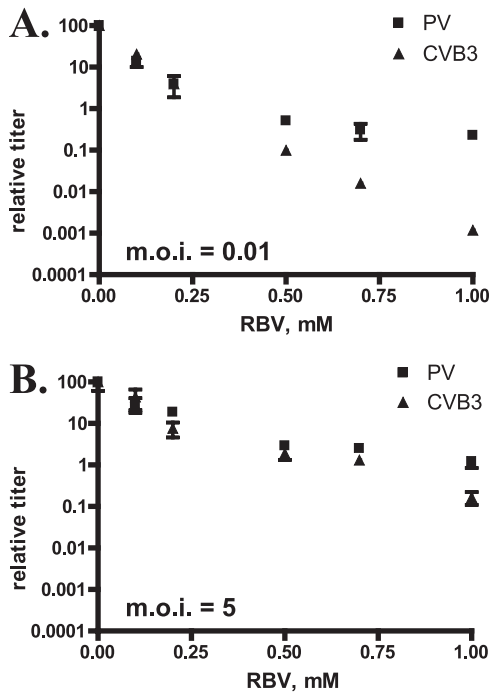 A.
PV
CVB3
relative titer
100
10
1
0.1
0.01
0.001
0.0001
m.o.i. = 0.01
0.00
0.25
0.50
0.75
1.00
RBV, mM
B.
PV
CVB3
relative titer
100
10
1
0.1
0.01
0.001
0.0001
m.o.i. = 5
0.00
0.25
0.50
0.75
1.00
RBV, mM